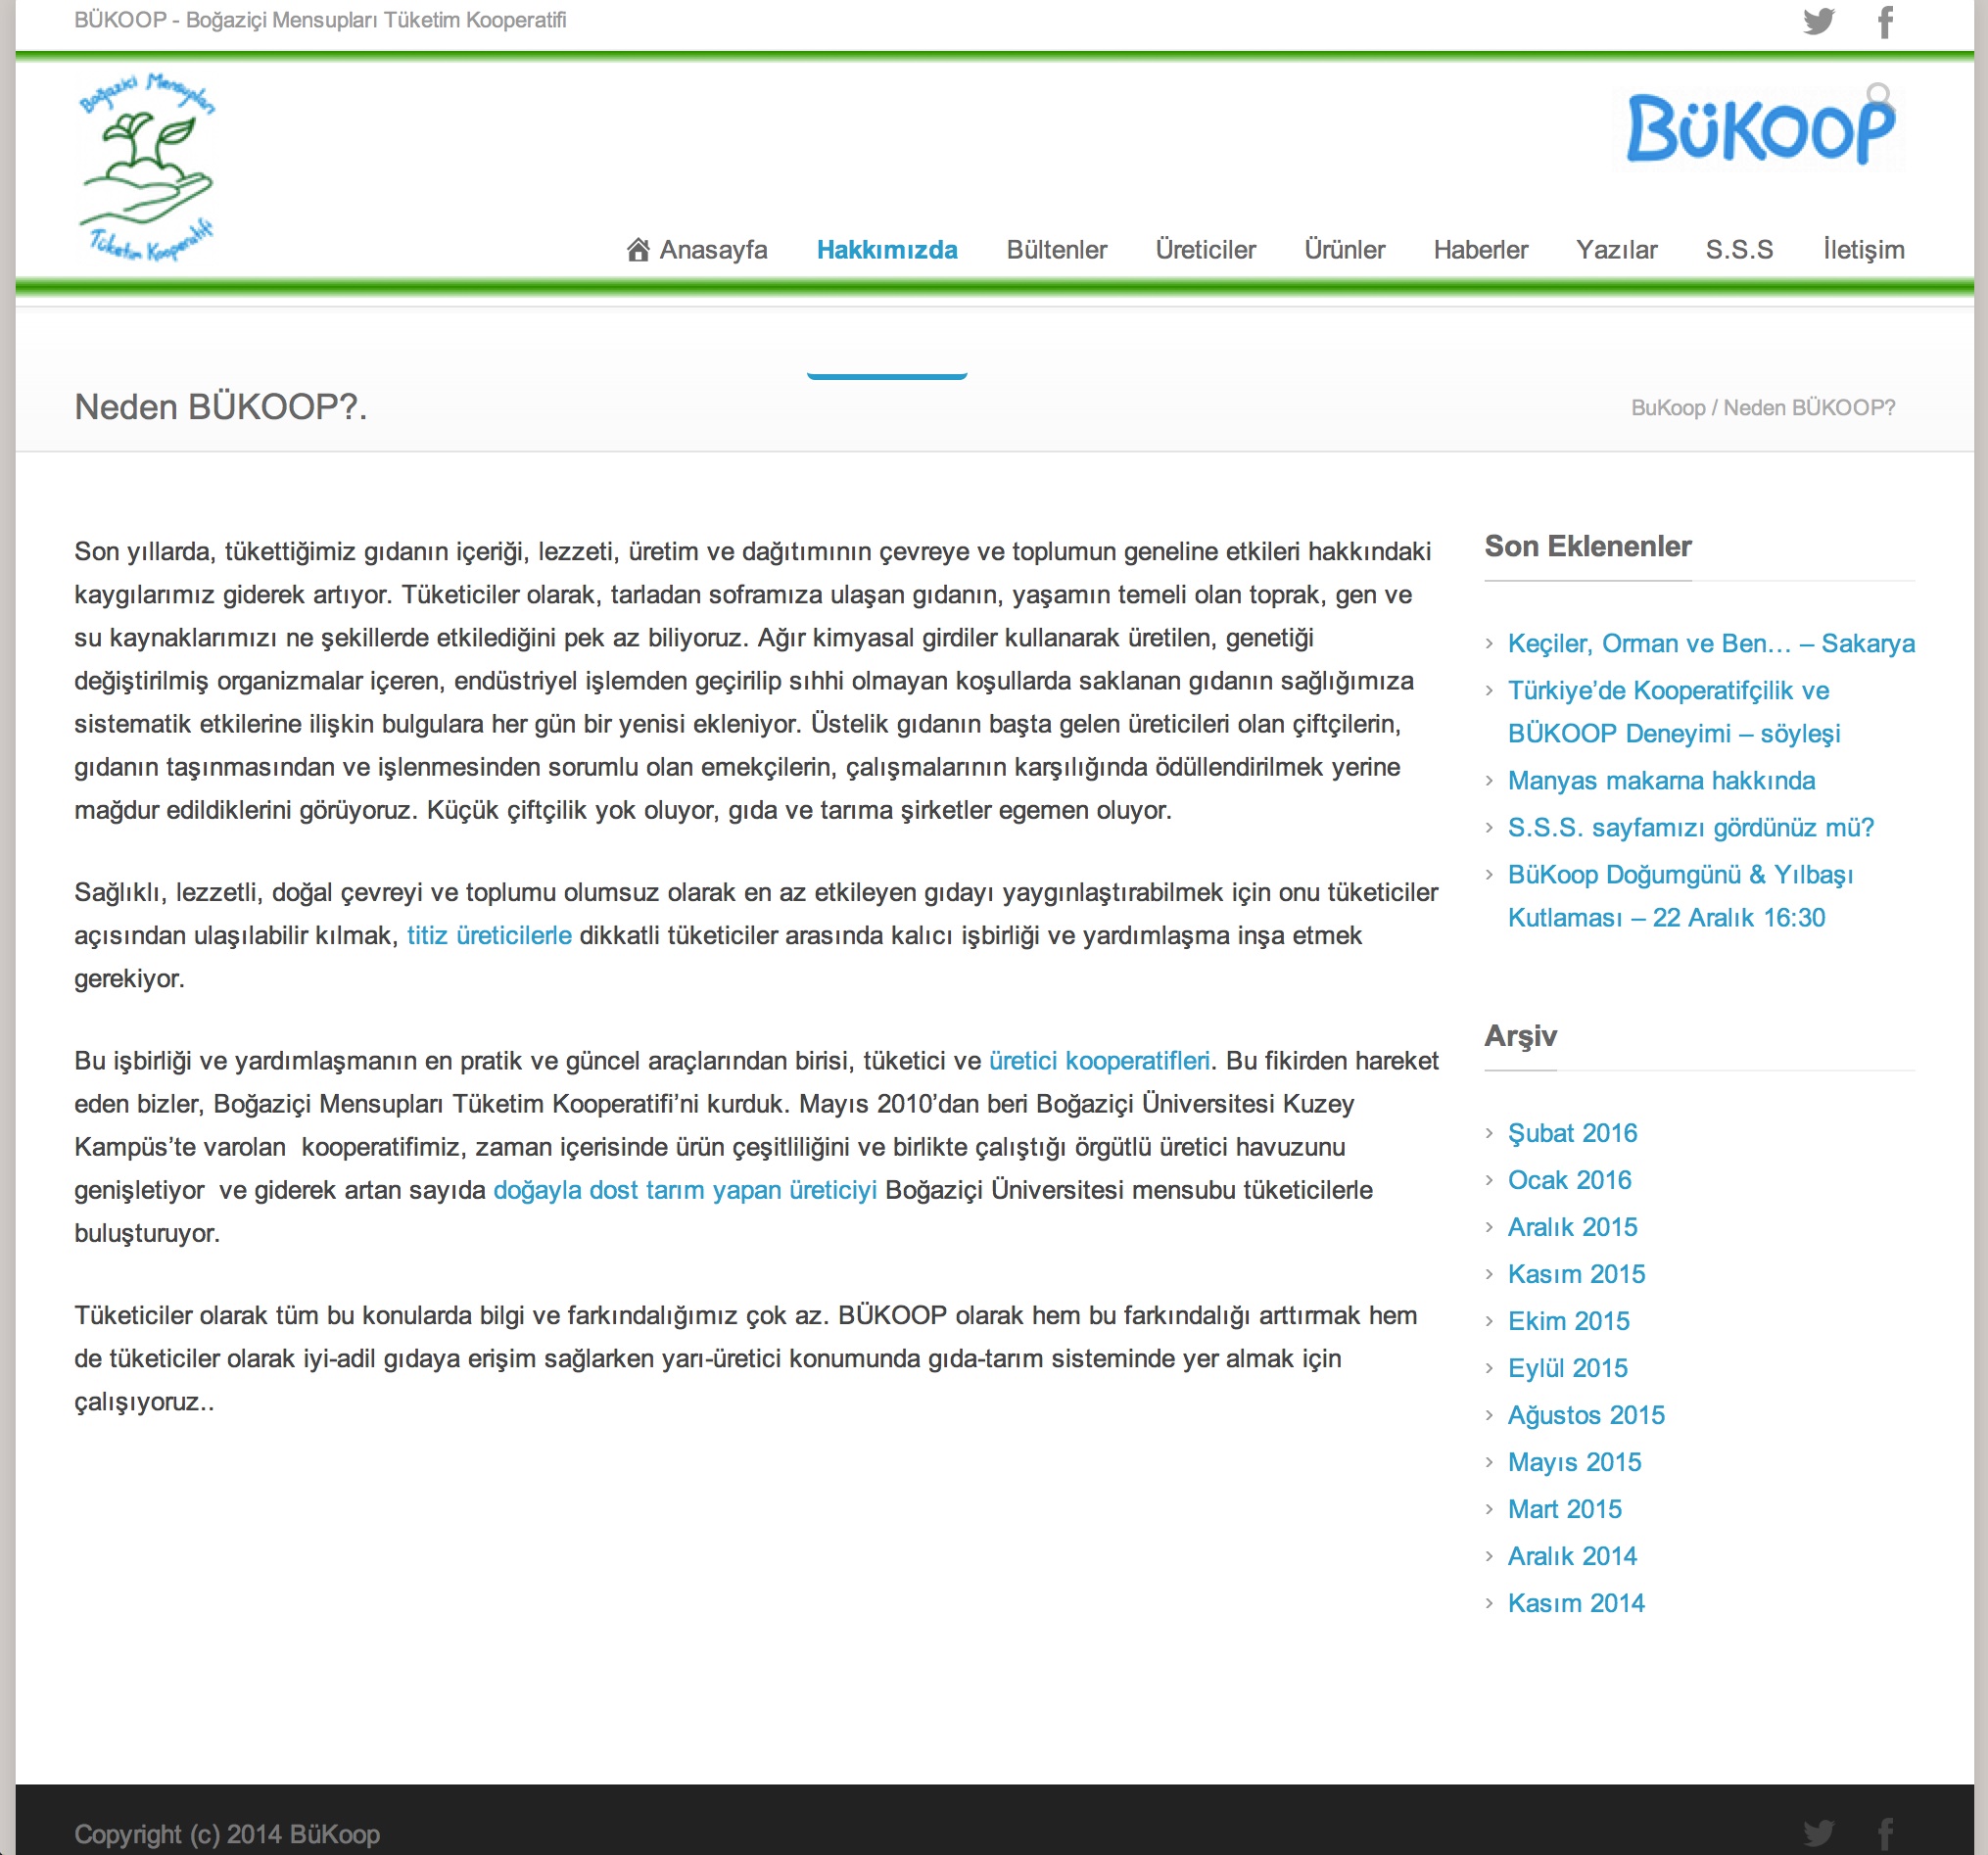 BÜKOOP - Boğaziçi Mensupları Tüketim Kooperatifi
Boğaziçi Mensupları
Tüketim Kooperatifi
BÜKOOP
Anasayfa Hakkımızda Bültenler Üreticiler Ürünler Haberler Yazılar S.S.S İletişim
Neden BÜKOOP?.
BuKoop / Neden BÜKOOP?
Son yıllarda, tükettiğimiz gıdanın içeriği, lezzeti, üretim ve dağıtımının çevreye ve toplumun geneline etkileri hakkındaki
kaygılarımız giderek artıyor. Tüketiciler olarak, tarladan soframıza ulaşan gıdanın, yaşamın temeli olan toprak, gen ve
su kaynaklarımızı ne şekillerde etkilediğini pek az biliyoruz. Ağır kimyasal girdiler kullanarak üretilen, genetiği
değiştirilmiş organizmalar içeren, endüstriyel işlemden geçirilip sıhhi olmayan koşullarda saklanan gıdanın sağlığımıza
sistematik etkilerine ilişkin bulgulara her gün bir yenisi ekleniyor. Üstelik gıdanın başta gelen üreticileri olan çiftçilerin,
gıdanın taşınmasından ve işlenmesinden sorumlu olan emekçilerin, çalışmalarının karşılığında ödüllendirilmek yerine
mağdur edildiklerini görüyoruz. Küçük çiftçilik yok oluyor, gıda ve tarıma şirketler egemen oluyor.
Sağlıklı, lezzetli, doğal çevreyi ve toplumu olumsuz olarak en az etkileyen gıdayı yaygınlaştırabilmek için onu tüketiciler
açısından ulaşılabilir kılmak, titiz üreticilerle dikkatli tüketiciler arasında kalıcı işbirliği ve yardımlaşma inşa etmek
gerekiyor.
Bu işbirliği ve yardımlaşmanın en pratik ve güncel araçlarından birisi, tüketici ve üretici kooperatifleri. Bu fikirden hareket
eden bizler, Boğaziçi Mensupları Tüketim Kooperatifi’ni kurduk. Mayıs 2010’dan beri Boğaziçi Üniversitesi Kuzey
Kampüs’te varolan  kooperatifimiz, zaman içerisinde ürün çeşitliliğini ve birlikte çalıştığı örgütlü üretici havuzunu
genişletiyor  ve giderek artan sayıda doğayla dost tarım yapan üreticiyi Boğaziçi Üniversitesi mensubu tüketicilerle
buluşturuyor.
Tüketiciler olarak tüm bu konularda bilgi ve farkındalığımız çok az. BÜKOOP olarak hem bu farkındalığı arttırmak hem
de tüketiciler olarak iyi-adil gıdaya erişim sağlarken yarı-üretici konumunda gıda-tarım sisteminde yer almak için
çalışıyoruz..
Son Eklenenler
Keçiler, Orman ve Ben… – Sakarya
Türkiye’de Kooperatifçilik ve
BÜKOOP Deneyimi – söyleşi
Manyas makarna hakkında
S.S.S. sayfamızı gördünüz mü?
BüKoop Doğumgünü & Yılbaşı
Kutlaması – 22 Aralık 16:30
Arşiv
Şubat 2016
Ocak 2016
Aralık 2015
Kasım 2015
Ekim 2015
Eylül 2015
Ağustos 2015
Mayıs 2015
Mart 2015
Aralık 2014
Kasım 2014
Copyright (c) 2014 BüKoop